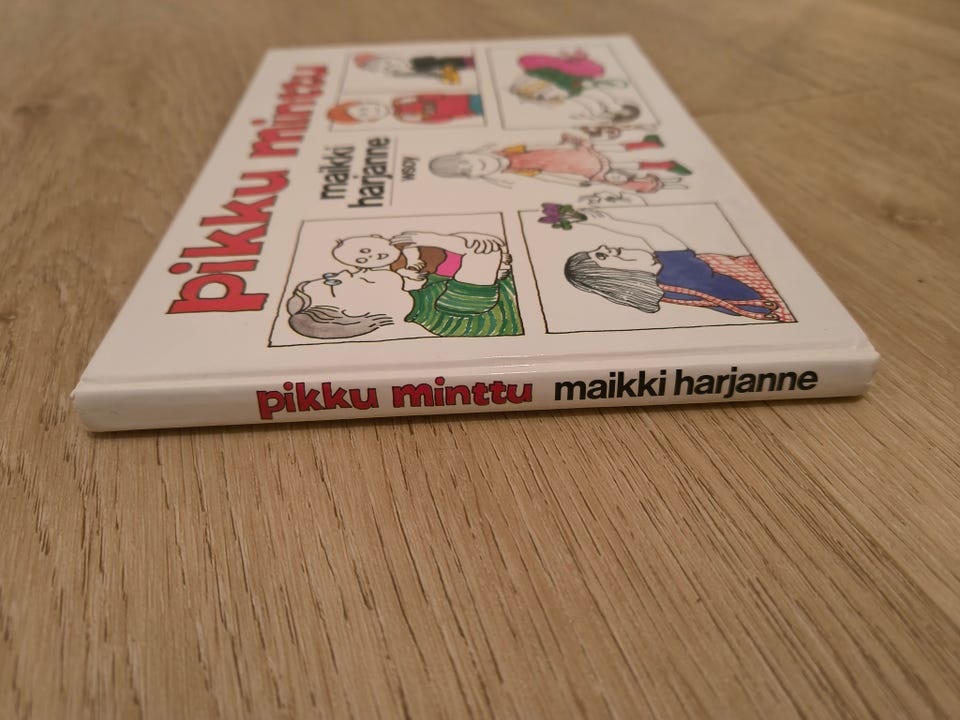 pikku minttu
maikki
harjanne
wsoy
pikku minttu maikki harjanne